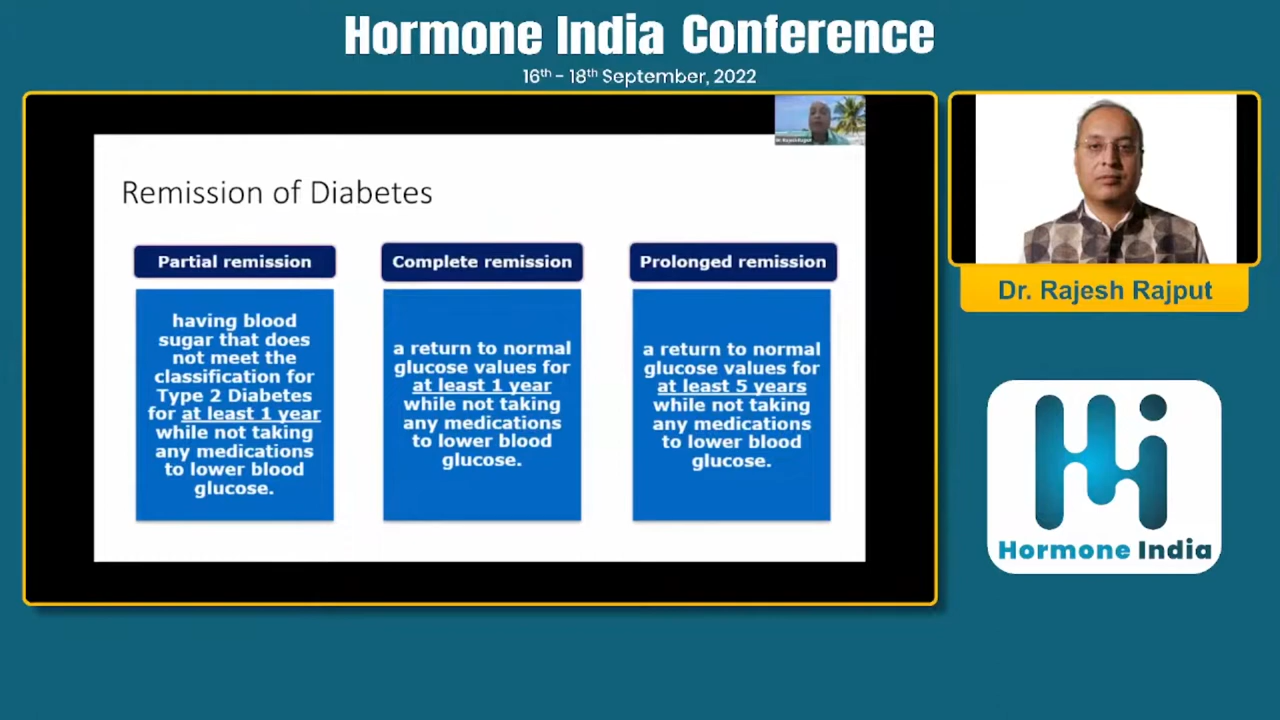 Hormone India Conference
16th - 18th September, 2022
Remission of Diabetes
Partial remission
having blood
sugar that does
not meet the
classification for
Type 2 Diabetes
for at least 1 year
while not taking
any medications
to lower blood
glucose.
Complete remission
a return to normal
glucose values for
at least 1 year
while not taking
any medications
to lower blood
glucose.
Prolonged remission
a return to normal
glucose values for
at least 5 years
while not taking
any medications
to lower blood
glucose.
Dr. Rajesh Rajput
Hormone India